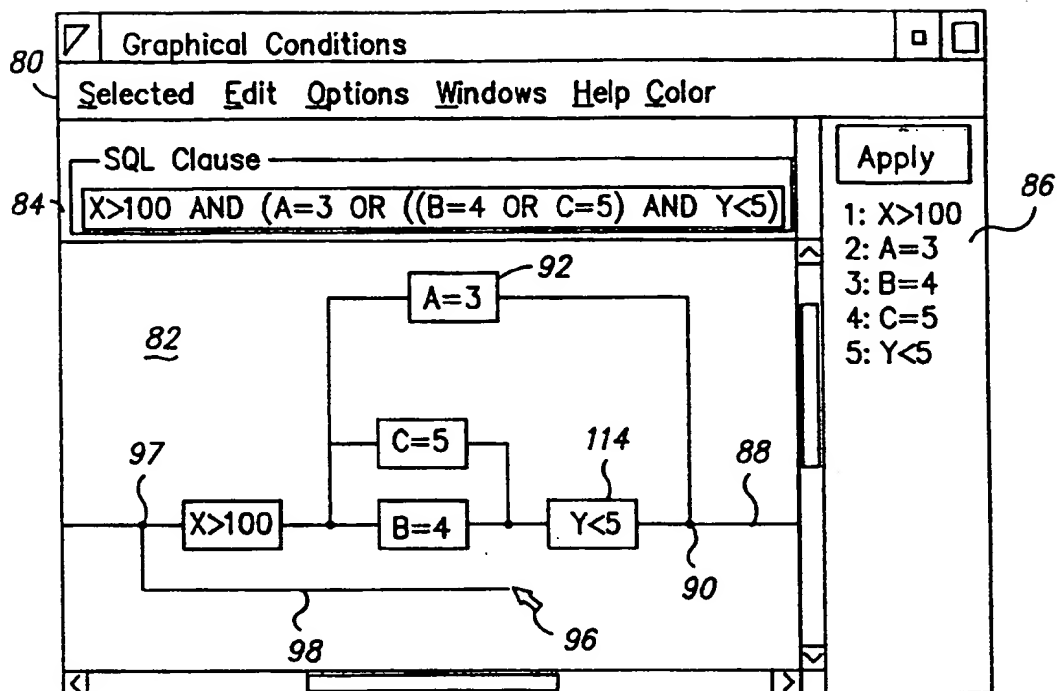 Graphical Conditions
80
Selected Edit Options Windows Help Color
SQL Clause
84
X>100 AND (A=3 OR ((B=4 OR C=5) AND Y<5)
Apply
86
1: X>100
2: A=3
3: B=4
4: C=5
5: Y<5
92
A=3
82
C=5
114
97
88
X>100
B=4
Y<5
90
98
96